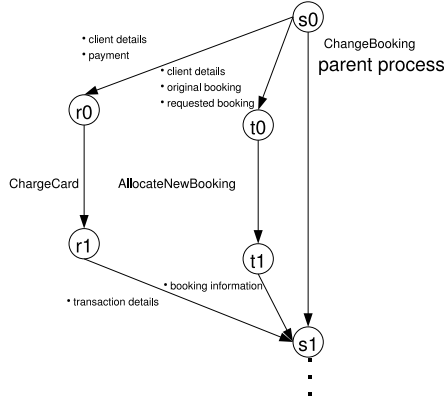 s0
• client details
• payment
ChangeBooking
parent process
• client details
• original booking
• requested booking
r0
t0
ChargeCard
AllocateNewBooking
r1
t1
• booking information
• transaction details
s1